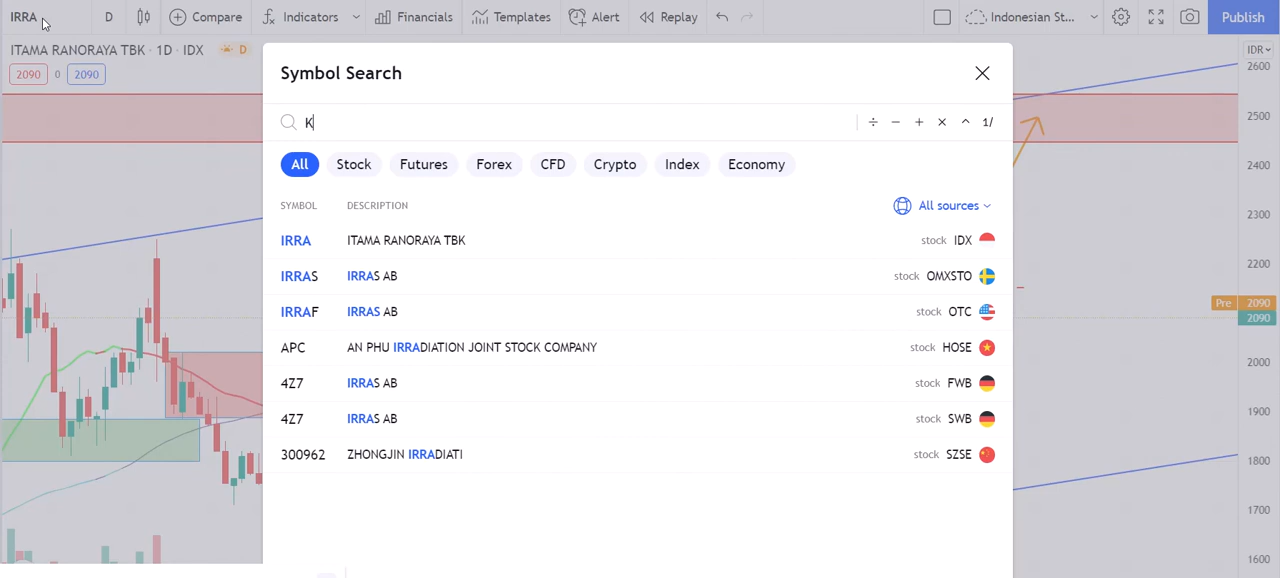 IRRA D Compare Indicators Financials Templates Alert Replay Indonesian St... Publish
ITAMA RANORAYA TBK · 1D · IDX D
2090 0 2090
IDR
Symbol Search
K
÷ − + × ^ 1/
All Stock Futures Forex CFD Crypto Index Economy
SYMBOL DESCRIPTION All sources
IRRA ITAMA RANORAYA TBK stock IDX
IRRAS IRRAS AB stock OMXSTO
IRRAF IRRAS AB stock OTC
APC AN PHU IRRADIATION JOINT STOCK COMPANY stock HOSE
4Z7 IRRAS AB stock FWB
4Z7 IRRAS AB stock SWB
300962 ZHONGJIN IRRADIATI stock SZSE
2600
2500
2400
2300
2200
Pre 2090
2090
2000
1900
1800
1700
1600